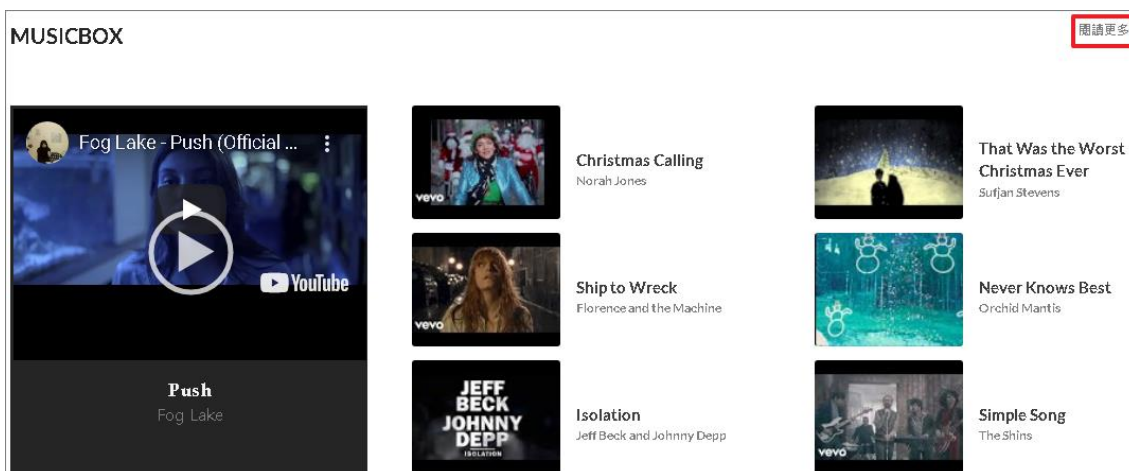 MUSICBOX
閱讀更多
Fog Lake - Push (Official ...
YouTube
Push
Fog Lake
vevo
Christmas Calling
Norah Jones
vevo
Ship to Wreck
Florence and the Machine
JEFF
BECK
JOHNNY
DEPP
ISOLATION
Isolation
Jeff Beck and Johnny Depp
That Was the Worst
Christmas Ever
Sufjan Stevens
Never Knows Best
Orchid Mantis
vevo
Simple Song
The Shins